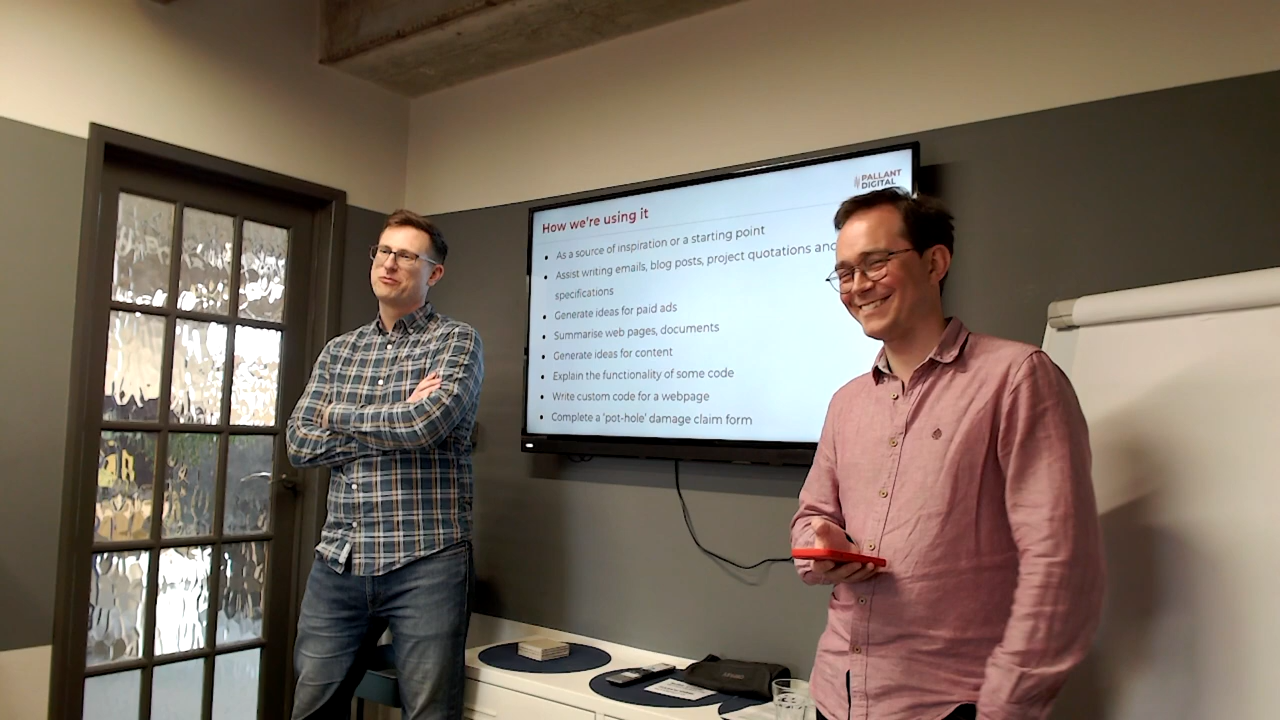 PALLANT
DIGITAL
How we're using it
As a source of inspiration or a starting point
Assist writing emails, blog posts, project quotations and
specifications
Generate ideas for paid ads
Summarise web pages, documents
Generate ideas for content
Explain the functionality of some code
Write custom code for a webpage
Complete a 'pot-hole' damage claim form